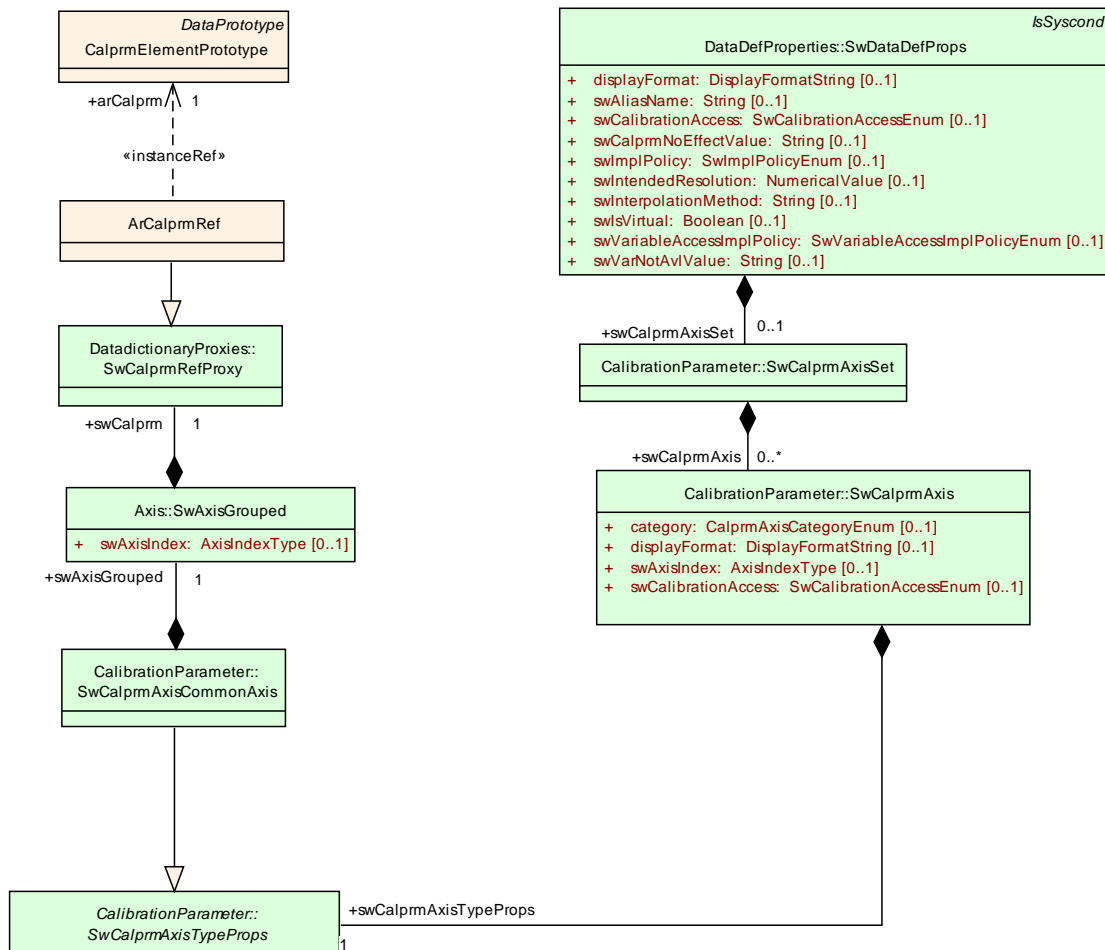 DataPrototype
CalprmElementPrototype
+arCalprm 1
«instanceRef»
ArCalprmRef
DatadictionaryProxies::
SwCalprmRefProxy
+swCalprm 1
Axis::SwAxisGrouped
+ swAxisIndex: AxisIndexType [0..1]
+swAxisGrouped 1
CalibrationParameter::
SwCalprmAxisCommonAxis
CalibrationParameter::
SwCalprmAxisTypeProps
IsSyscond
DataDefProperties::SwDataDefProps
+ displayFormat: DisplayFormatString [0..1]
+ swAliasName: String [0..1]
+ swCalibrationAccess: SwCalibrationAccessEnum [0..1]
+ swCalprmNoEffectValue: String [0..1]
+ swImplPolicy: SwImplPolicyEnum [0..1]
+ swIntendedResolution: NumericalValue [0..1]
+ swInterpolationMethod: String [0..1]
+ swIsVirtual: Boolean [0..1]
+ swVariableAccessImplPolicy: SwVariableAccessImplPolicyEnum [0..1]
+ swVarNotAvlValue: String [0..1]
+swCalprmAxisSet 0..1
CalibrationParameter::SwCalprmAxisSet
+swCalprmAxis 0..*
CalibrationParameter::SwCalprmAxis
+ category: CalprmAxisCategoryEnum [0..1]
+ displayFormat: DisplayFormatString [0..1]
+ swAxisIndex: AxisIndexType [0..1]
+ swCalibrationAccess: SwCalibrationAccessEnum [0..1]
+swCalprmAxisTypeProps
1